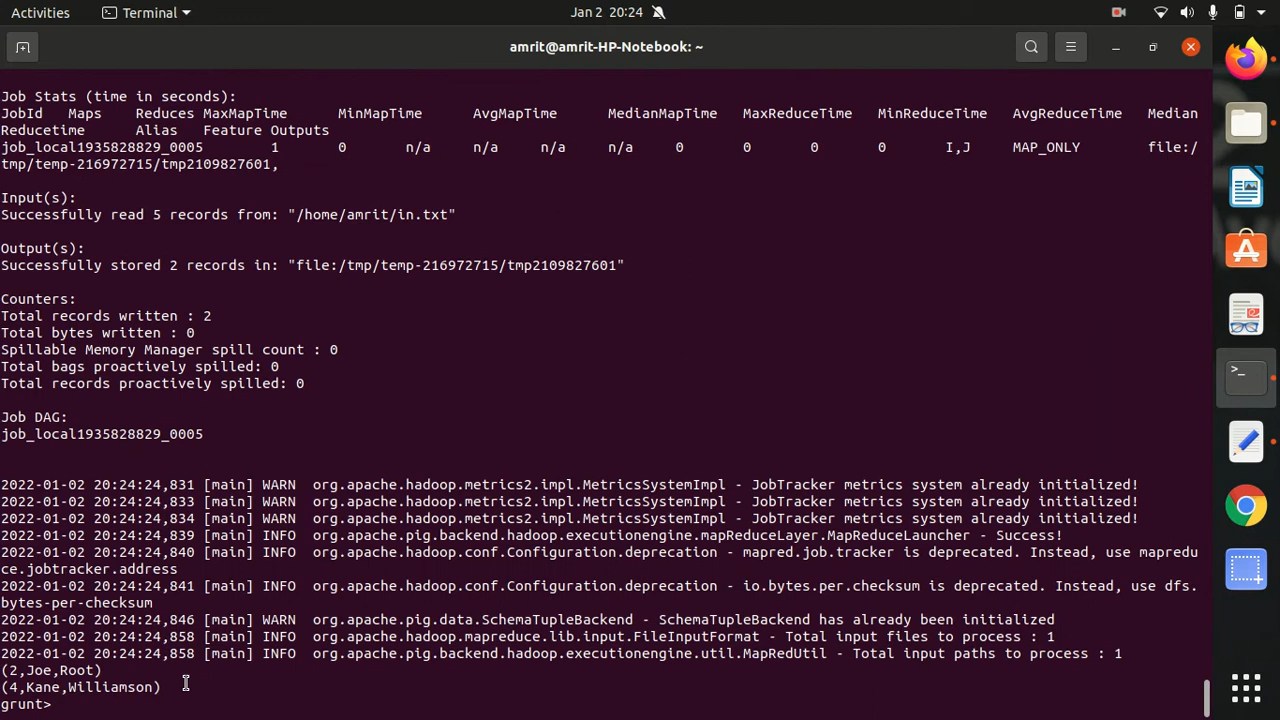 Activities Terminal Jan 2 20:24
amrit@amrit-HP-Notebook: ~
Job Stats (time in seconds):
JobId Maps Reduces MaxMapTime MinMapTime AvgMapTime MedianMapTime MaxReduceTime MinReduceTime AvgReduceTime Median
Reducetime Alias Feature Outputs
job_local1935828829_0005 1 0 n/a n/a n/a n/a 0 0 0 0 I,J MAP_ONLY file:/
tmp/temp-216972715/tmp2109827601,
Input(s):
Successfully read 5 records from: "/home/amrit/in.txt"
Output(s):
Successfully stored 2 records in: "file:/tmp/temp-216972715/tmp2109827601"
Counters:
Total records written : 2
Total bytes written : 0
Spillable Memory Manager spill count : 0
Total bags proactively spilled: 0
Total records proactively spilled: 0
Job DAG:
job_local1935828829_0005
2022-01-02 20:24:24,831 [main] WARN org.apache.hadoop.metrics2.impl.MetricsSystemImpl - JobTracker metrics system already initialized!
2022-01-02 20:24:24,833 [main] WARN org.apache.hadoop.metrics2.impl.MetricsSystemImpl - JobTracker metrics system already initialized!
2022-01-02 20:24:24,834 [main] WARN org.apache.hadoop.metrics2.impl.MetricsSystemImpl - JobTracker metrics system already initialized!
2022-01-02 20:24:24,839 [main] INFO org.apache.pig.backend.hadoop.executionengine.mapReduceLayer.MapReduceLauncher - Success!
2022-01-02 20:24:24,840 [main] INFO org.apache.hadoop.conf.Configuration.deprecation - mapred.job.tracker is deprecated. Instead, use mapredu
ce.jobtracker.address
2022-01-02 20:24:24,841 [main] INFO org.apache.hadoop.conf.Configuration.deprecation - io.bytes.per.checksum is deprecated. Instead, use dfs.
bytes-per-checksum
2022-01-02 20:24:24,846 [main] WARN org.apache.pig.data.SchemaTupleBackend - SchemaTupleBackend has already been initialized
2022-01-02 20:24:24,858 [main] INFO org.apache.hadoop.mapreduce.lib.input.FileInputFormat - Total input files to process : 1
2022-01-02 20:24:24,858 [main] INFO org.apache.pig.backend.hadoop.executionengine.util.MapRedUtil - Total input paths to process : 1
(2,Joe,Root)
(4,Kane,Williamson)
grunt>